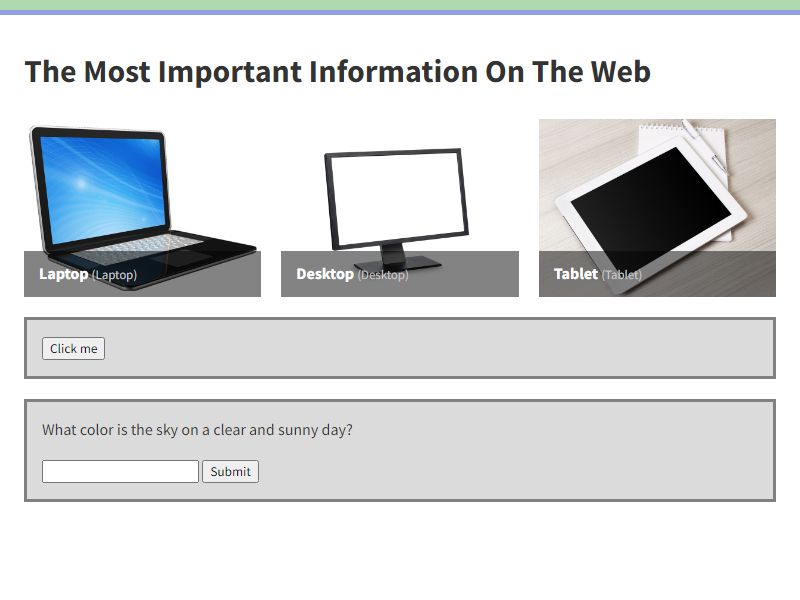 The Most Important Information On The Web
Laptop (Laptop)
Desktop (Desktop)
Tablet (Tablet)
Click me
What color is the sky on a clear and sunny day?
Submit